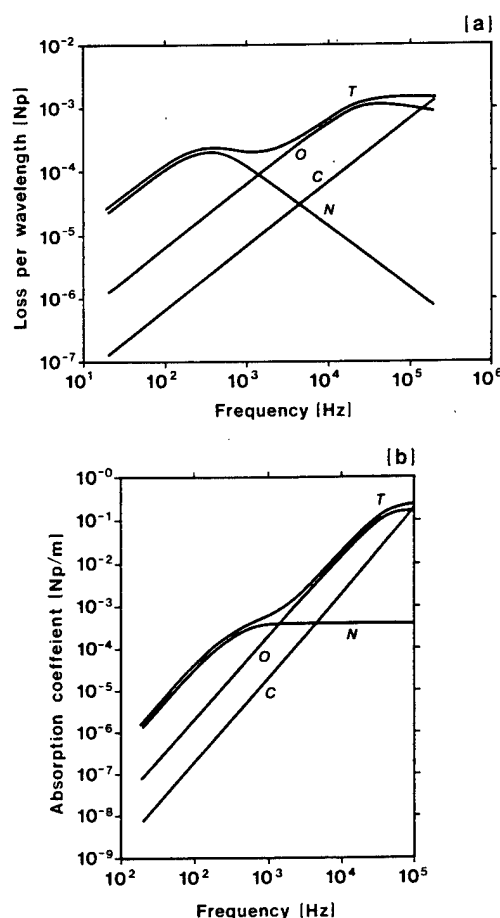 [a]
10⁻²
10⁻³
10⁻⁴
10⁻⁵
10⁻⁶
10⁻⁷
Loss per wavelength [Np]
T
O
C
N
10¹ 10² 10³ 10⁴ 10⁵ 10⁶
Frequency [Hz]
[b]
10⁻⁰
10⁻¹
10⁻²
10⁻³
10⁻⁴
10⁻⁵
10⁻⁶
10⁻⁷
10⁻⁸
10⁻⁹
Absorption coeffeient [Np/m]
T
N
O
C
10² 10² 10³ 10⁴ 10⁵
Frequency [Hz]